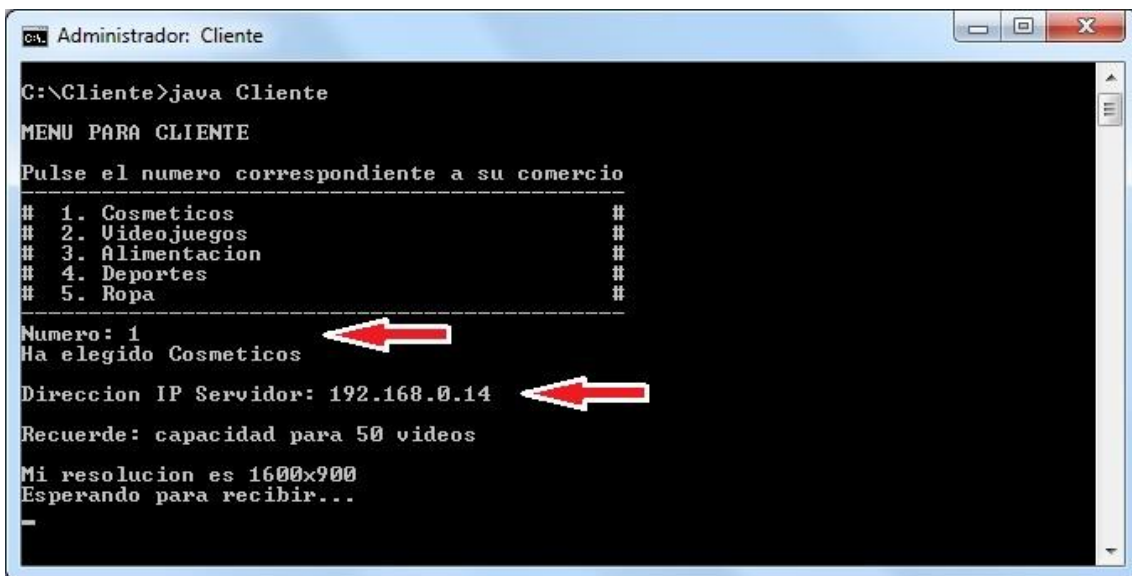 Administrador: Cliente
C:\Cliente>java Cliente
MENU PARA CLIENTE
Pulse el numero correspondiente a su comercio
# 1. Cosmeticos #
# 2. Videojuegos #
# 3. Alimentacion #
# 4. Deportes #
# 5. Ropa #
Numero: 1
Ha elegido Cosmeticos
Direccion IP Servidor: 192.168.0.14
Recuerde: capacidad para 50 videos
Mi resolucion es 1600x900
Esperando para recibir...